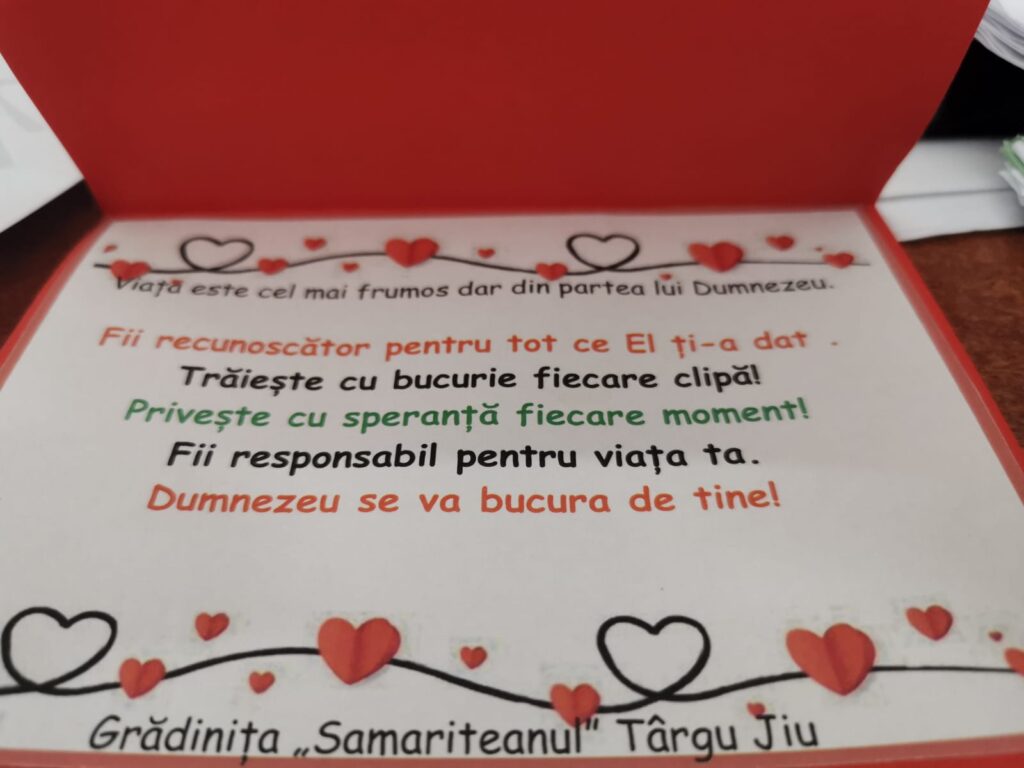 Viața este cel mai frumos dar din partea lui Dumnezeu.
Fii recunoscător pentru tot ce El ți-a dat .
Trăiește cu bucurie fiecare clipă!
Privește cu speranță fiecare moment!
Fii responsabil pentru viața ta.
Dumnezeu se va bucura de tine!
Grădinița „Samariteanul" Târgu Jiu